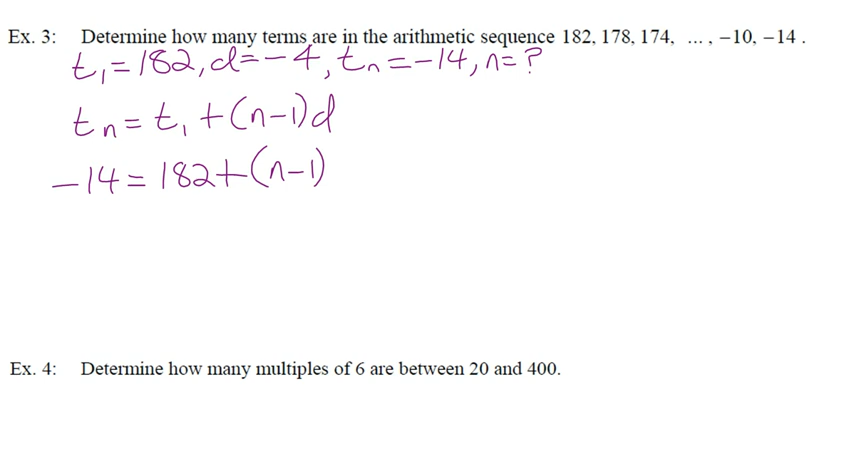 Ex. 3: Determine how many terms are in the arithmetic sequence 182, 178, 174, ... , −10, −14 .
t₁ = 182, d = −4, tₙ = −14, n = ?
tₙ = t₁ + (n−1)d
−14 = 182 + (n−1)
Ex. 4: Determine how many multiples of 6 are between 20 and 400.